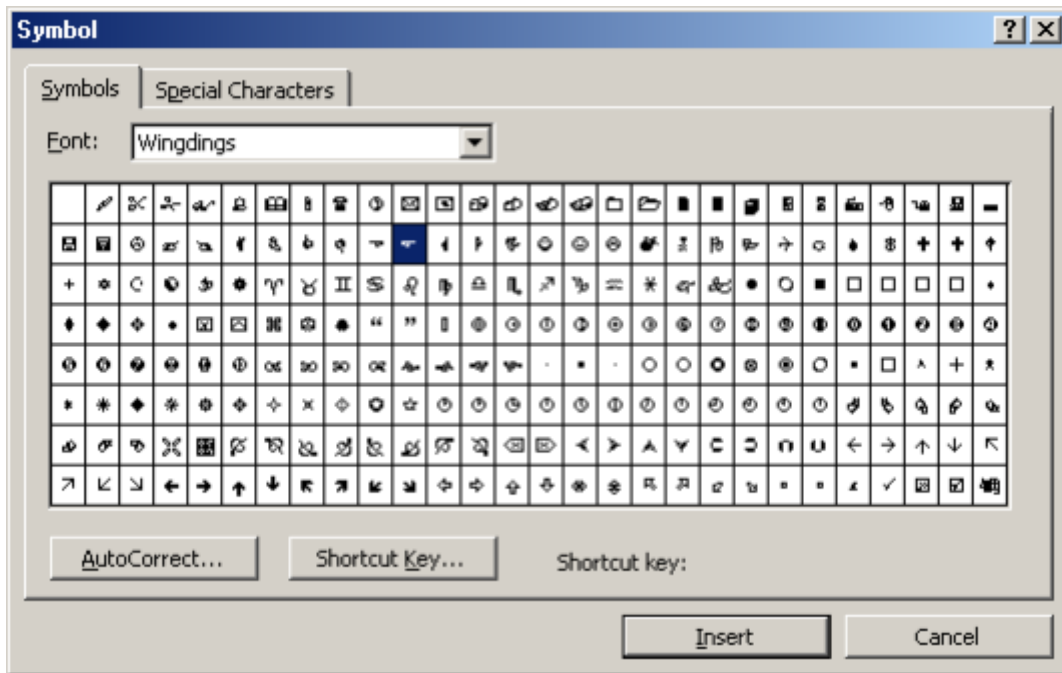 Symbol
Symbols Special Characters
Font: Wingdings
AutoCorrect... Shortcut Key... Shortcut key:
Insert Cancel